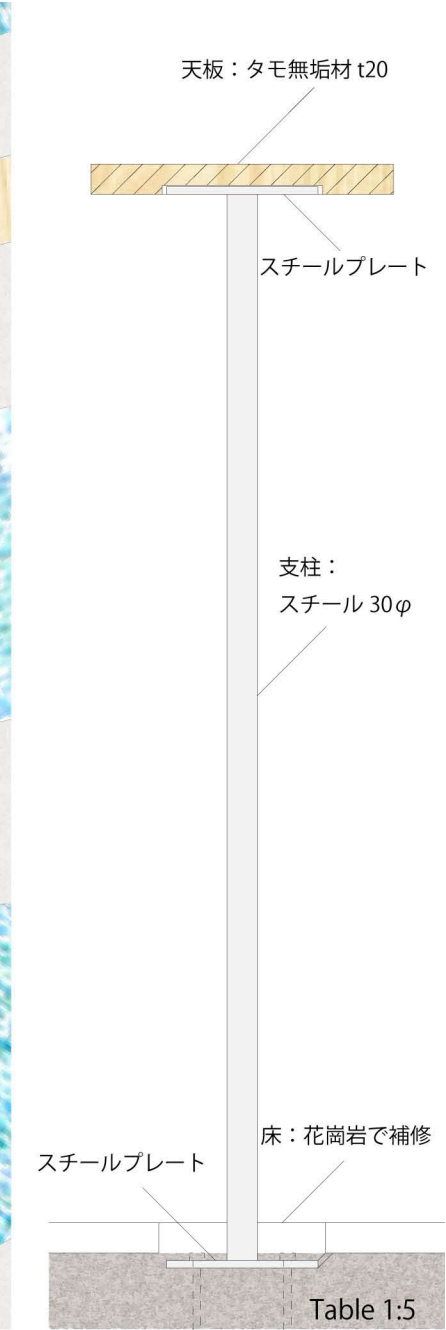 天板：タモ無垢材 t20
スチールプレート
支柱：
スチール 30φ
床：花崗岩で補修
スチールプレート
Table 1:5